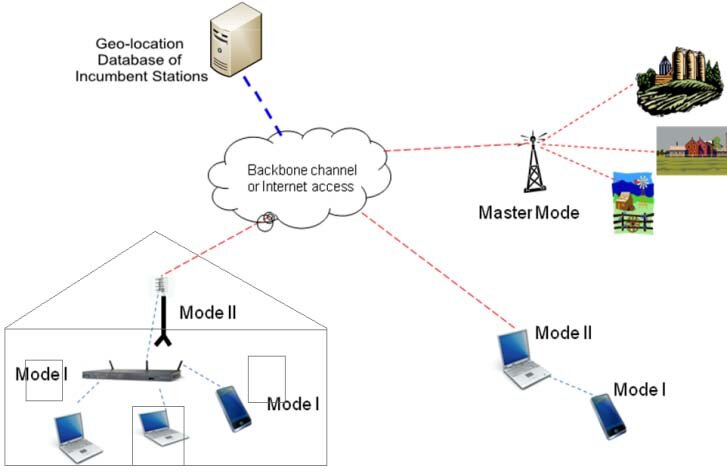 Geo-location
Database of
Incumbent Stations
Backbone channel
or Internet access
Master Mode
Mode II
Mode I
Mode I
Mode II
Mode I